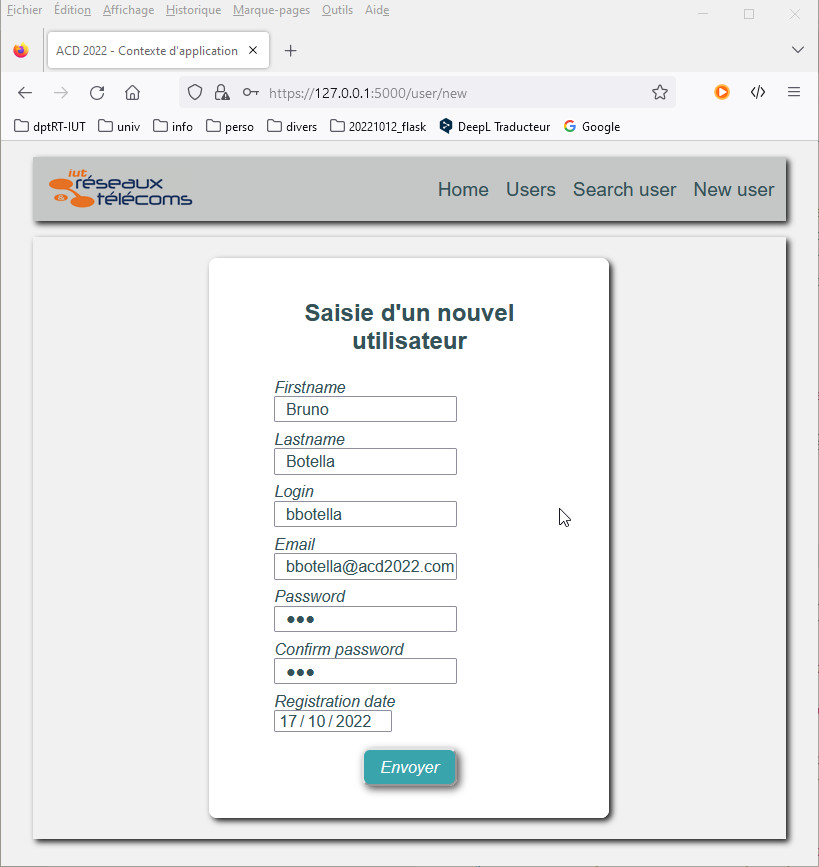 Fichier Édition Affichage Historique Marque-pages Outils Aide
ACD 2022 - Contexte d'application
https://127.0.0.1:5000/user/new
dptRT-IUT univ info perso divers 20221012_flask DeepL Traducteur Google
iut
réseaux
& télécoms
Home Users Search user New user
Saisie d'un nouvel
utilisateur
Firstname
Bruno
Lastname
Botella
Login
bbotella
Email
bbotella@acd2022.com
Password
●●●
Confirm password
●●●
Registration date
17/10/2022
Envoyer